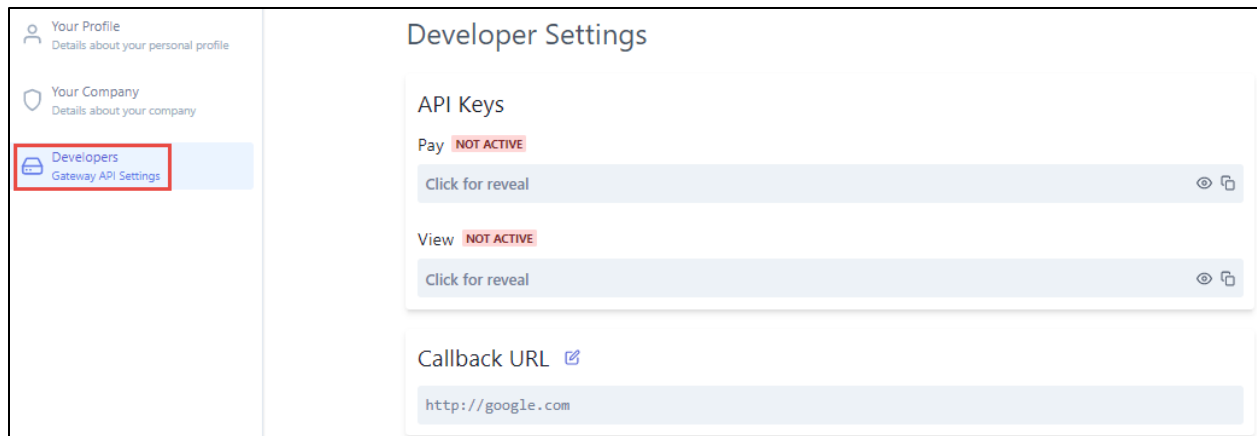 Your Profile
Details about your personal profile
Your Company
Details about your company
Developers
Gateway API Settings
Developer Settings
API Keys
Pay NOT ACTIVE
Click for reveal
View NOT ACTIVE
Click for reveal
Callback URL
http://google.com